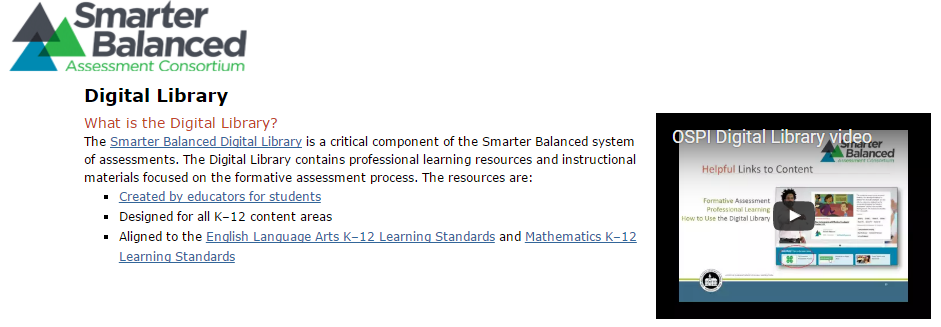 Smarter
Balanced
Assessment Consortium
Digital Library
What is the Digital Library?
The Smarter Balanced Digital Library is a critical component of the Smarter Balanced system
of assessments. The Digital Library contains professional learning resources and instructional
materials focused on the formative assessment process. The resources are:
Created by educators for students
Designed for all K–12 content areas
Aligned to the English Language Arts K–12 Learning Standards and Mathematics K–12
Learning Standards
OSPI Digital Library video
Smarter
Balanced
Assessment Consortium
Helpful Links to Content
Formative Assessment
Professional Learning
How to Use the Digital Library